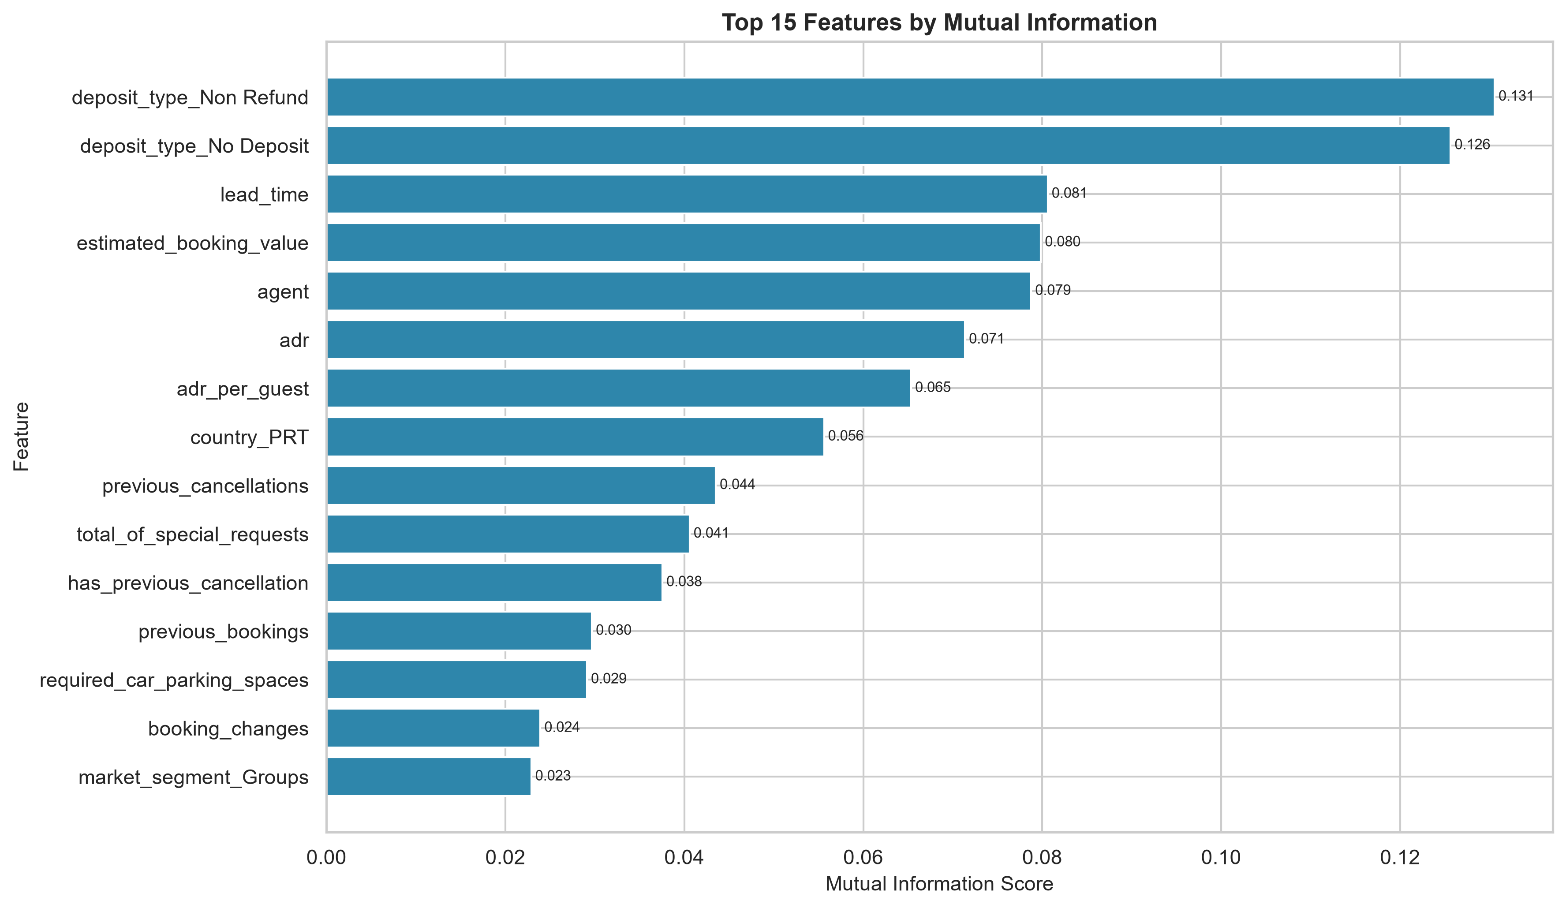 Top 15 Features by Mutual Information
Feature
deposit_type_Non Refund 0.131
deposit_type_No Deposit 0.126
lead_time 0.081
estimated_booking_value 0.080
agent 0.079
adr 0.071
adr_per_guest 0.065
country_PRT 0.056
previous_cancellations 0.044
total_of_special_requests 0.041
has_previous_cancellation 0.038
previous_bookings 0.030
required_car_parking_spaces 0.029
booking_changes 0.024
market_segment_Groups 0.023
0.00 0.02 0.04 0.06 0.08 0.10 0.12
Mutual Information Score